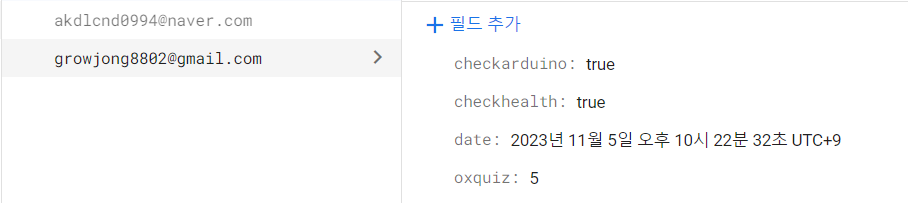 akdlcnd0994@naver.com
growjong8802@gmail.com
필드 추가
checkarduino: true
checkhealth: true
date: 2023년 11월 5일 오후 10시 22분 32초 UTC+9
oxquiz: 5